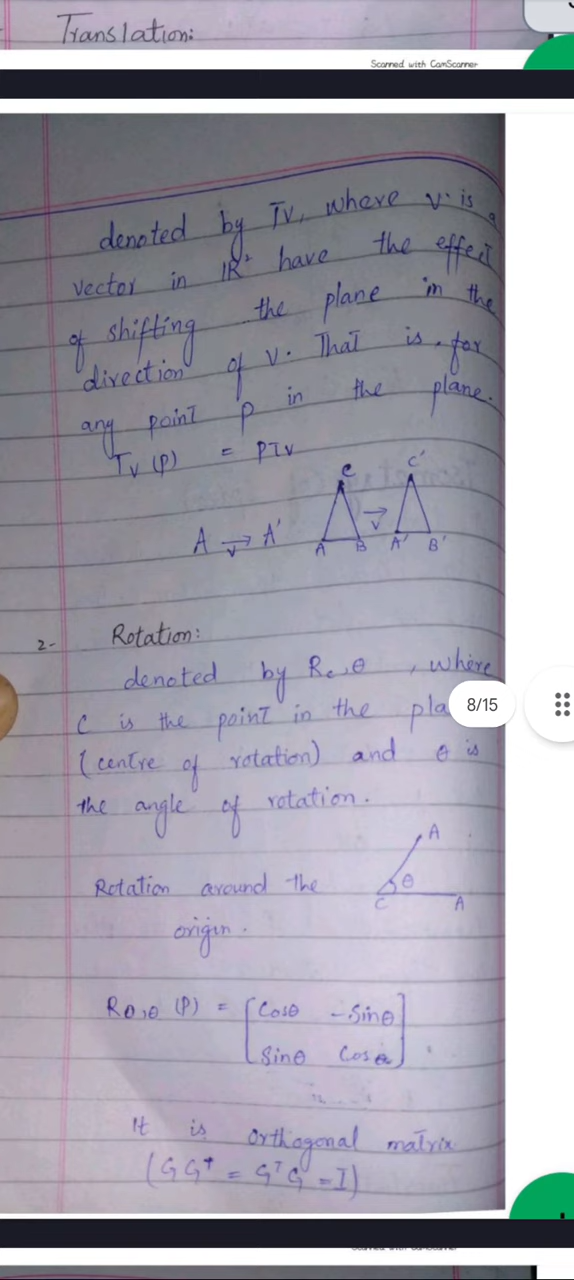 Translation:
Scanned with CamScanner
denoted by Tv, where v is a
vector in IR² have the effect
of shifting the plane in the
direction of v. That is, for
any point p in the plane.
Tv (p) = PIv
A →v A'
C C'
v
A B A' B'
2- Rotation:
denoted by Rc,θ , where
C is the point in the pla
8/15
(centre of rotation) and θ is
the angle of rotation.
A
Rotation around the
θ
C A
origin.
R0,θ (P) = [Cosθ -Sinθ
Sinθ Cosθ]
It is orthogonal matrix
(GG⁺ = GᵀG = I)